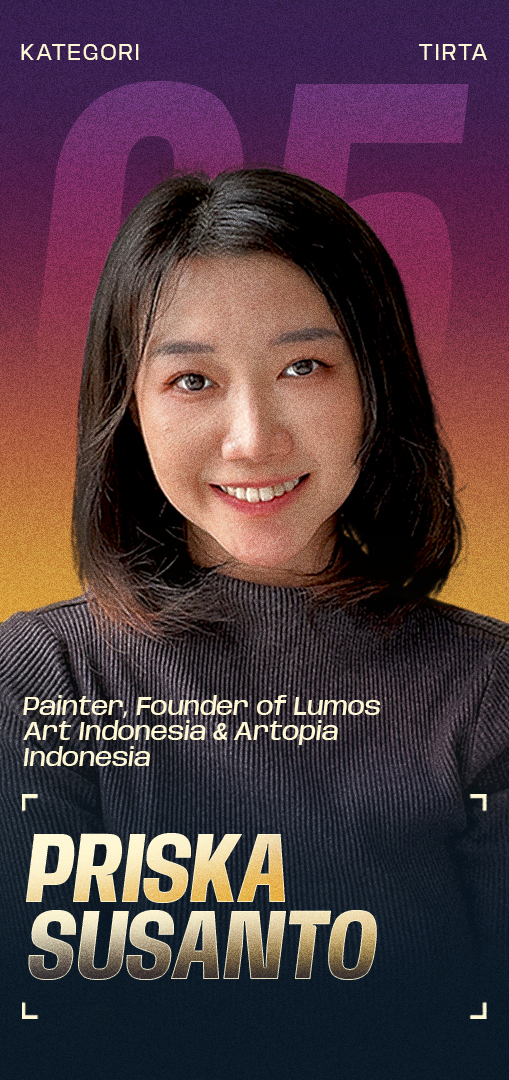 KATEGORI TIRTA
05
Painter, Founder of Lumos
Art Indonesia & Artopia
Indonesia
PRISKA
SUSANTO